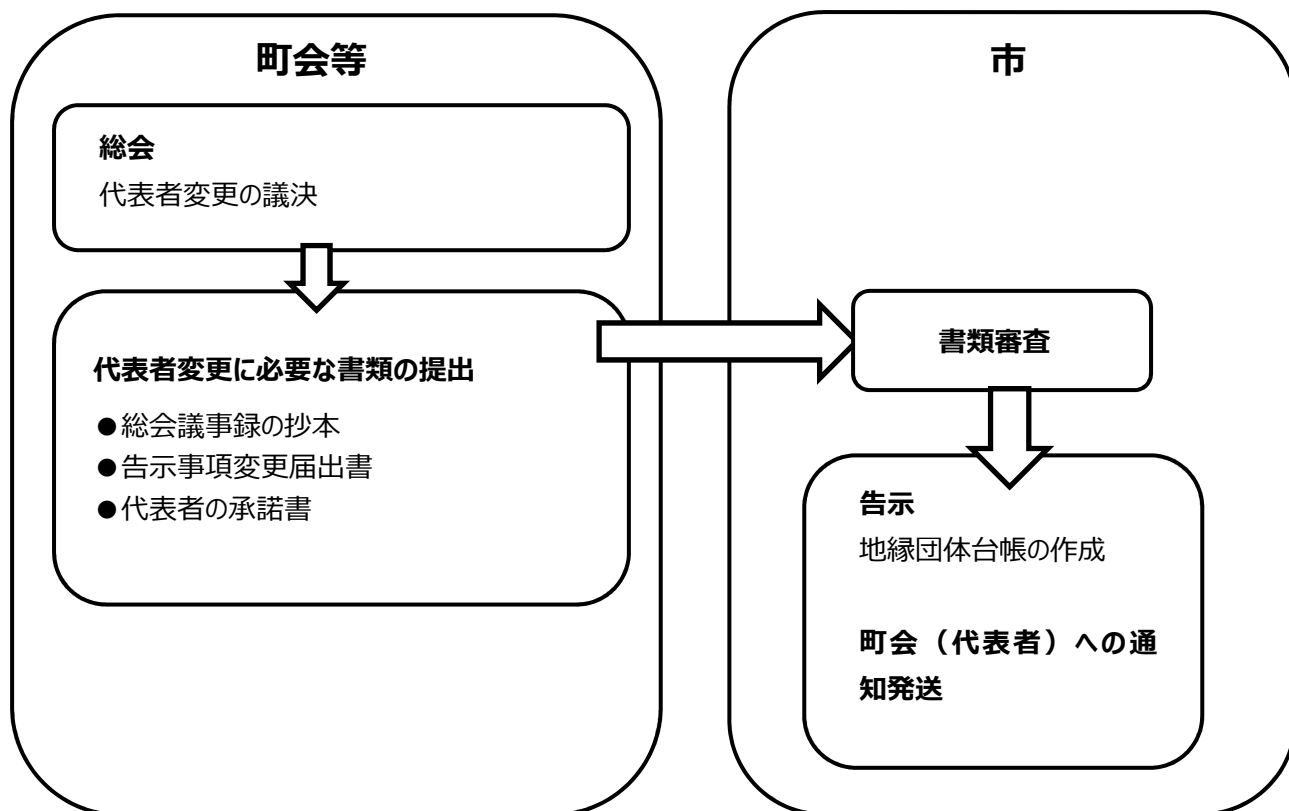 町会等
総会
代表者変更の議決
代表者変更に必要な書類の提出
●総会議事録の抄本
●告示事項変更届出書
●代表者の承諾書
市
書類審査
告示
地縁団体台帳の作成
町会（代表者）への通
知発送